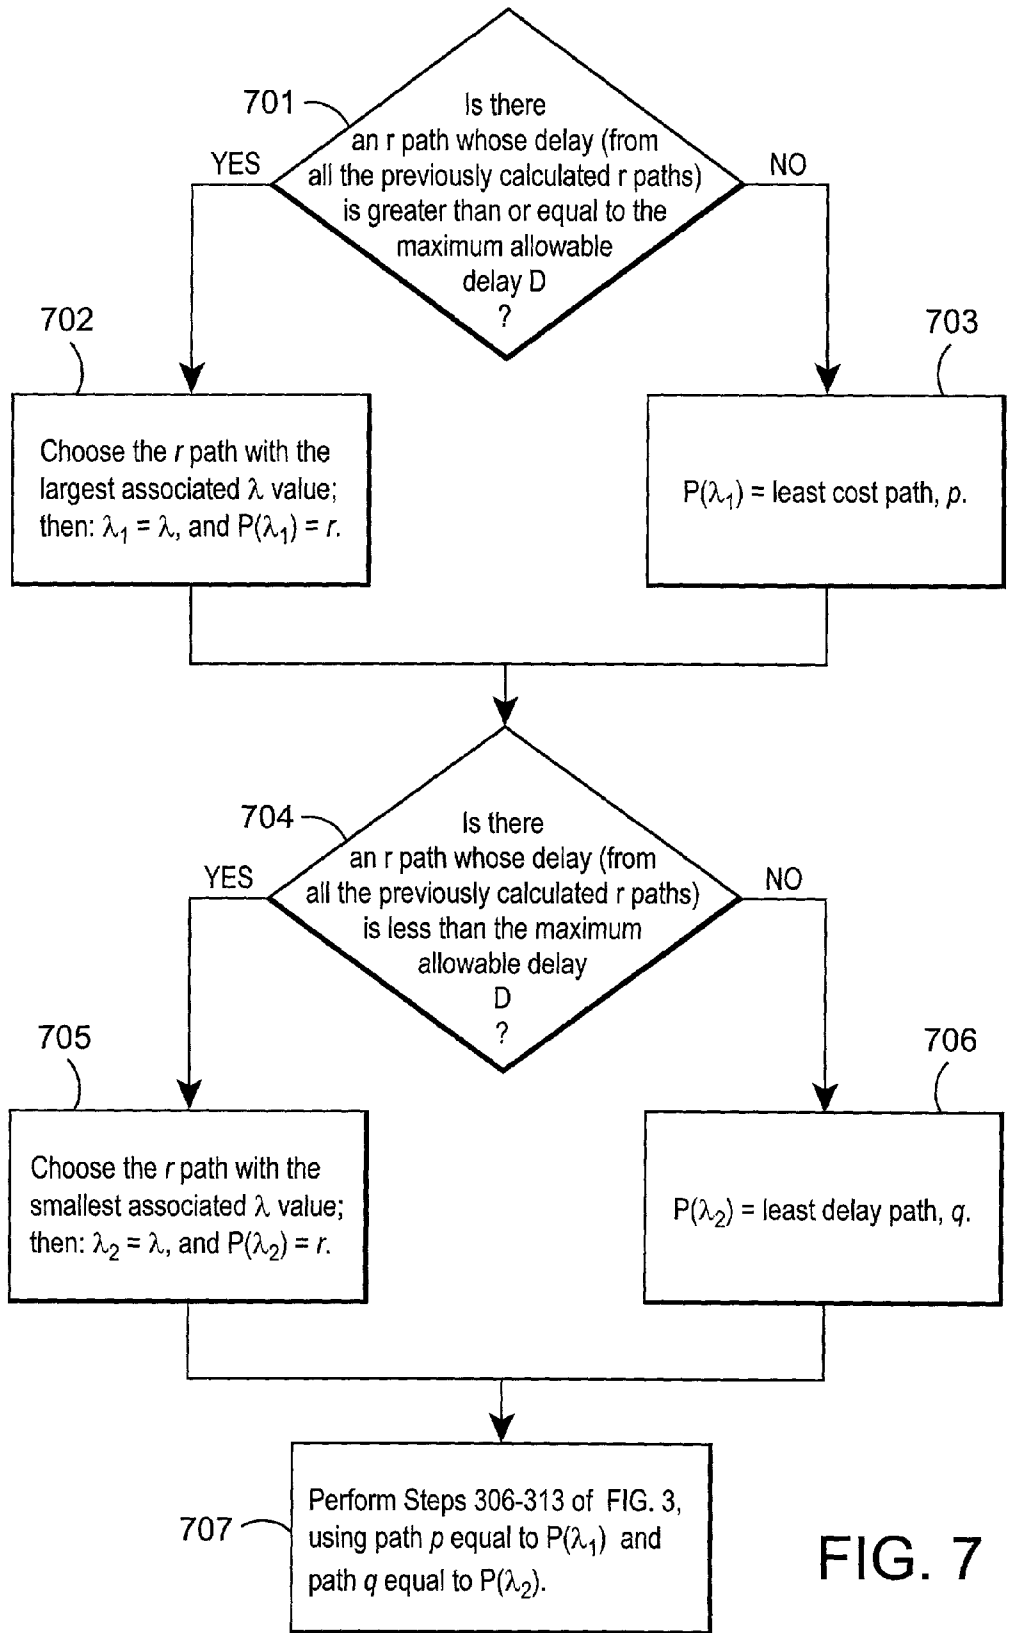 701
Is there
an r path whose delay (from
all the previously calculated r paths)
is greater than or equal to the
maximum allowable
delay D
?
YES
NO
702
703
Choose the r path with the
largest associated λ value;
then: λ₁ = λ, and P(λ₁) = r.
P(λ₁) = least cost path, p.
704
Is there
an r path whose delay (from
all the previously calculated r paths)
is less than the maximum
allowable delay
D
?
YES
NO
705
706
Choose the r path with the
smallest associated λ value;
then: λ₂ = λ, and P(λ₂) = r.
P(λ₂) = least delay path, q.
707
Perform Steps 306-313 of FIG. 3,
using path p equal to P(λ₁) and
path q equal to P(λ₂).
FIG. 7